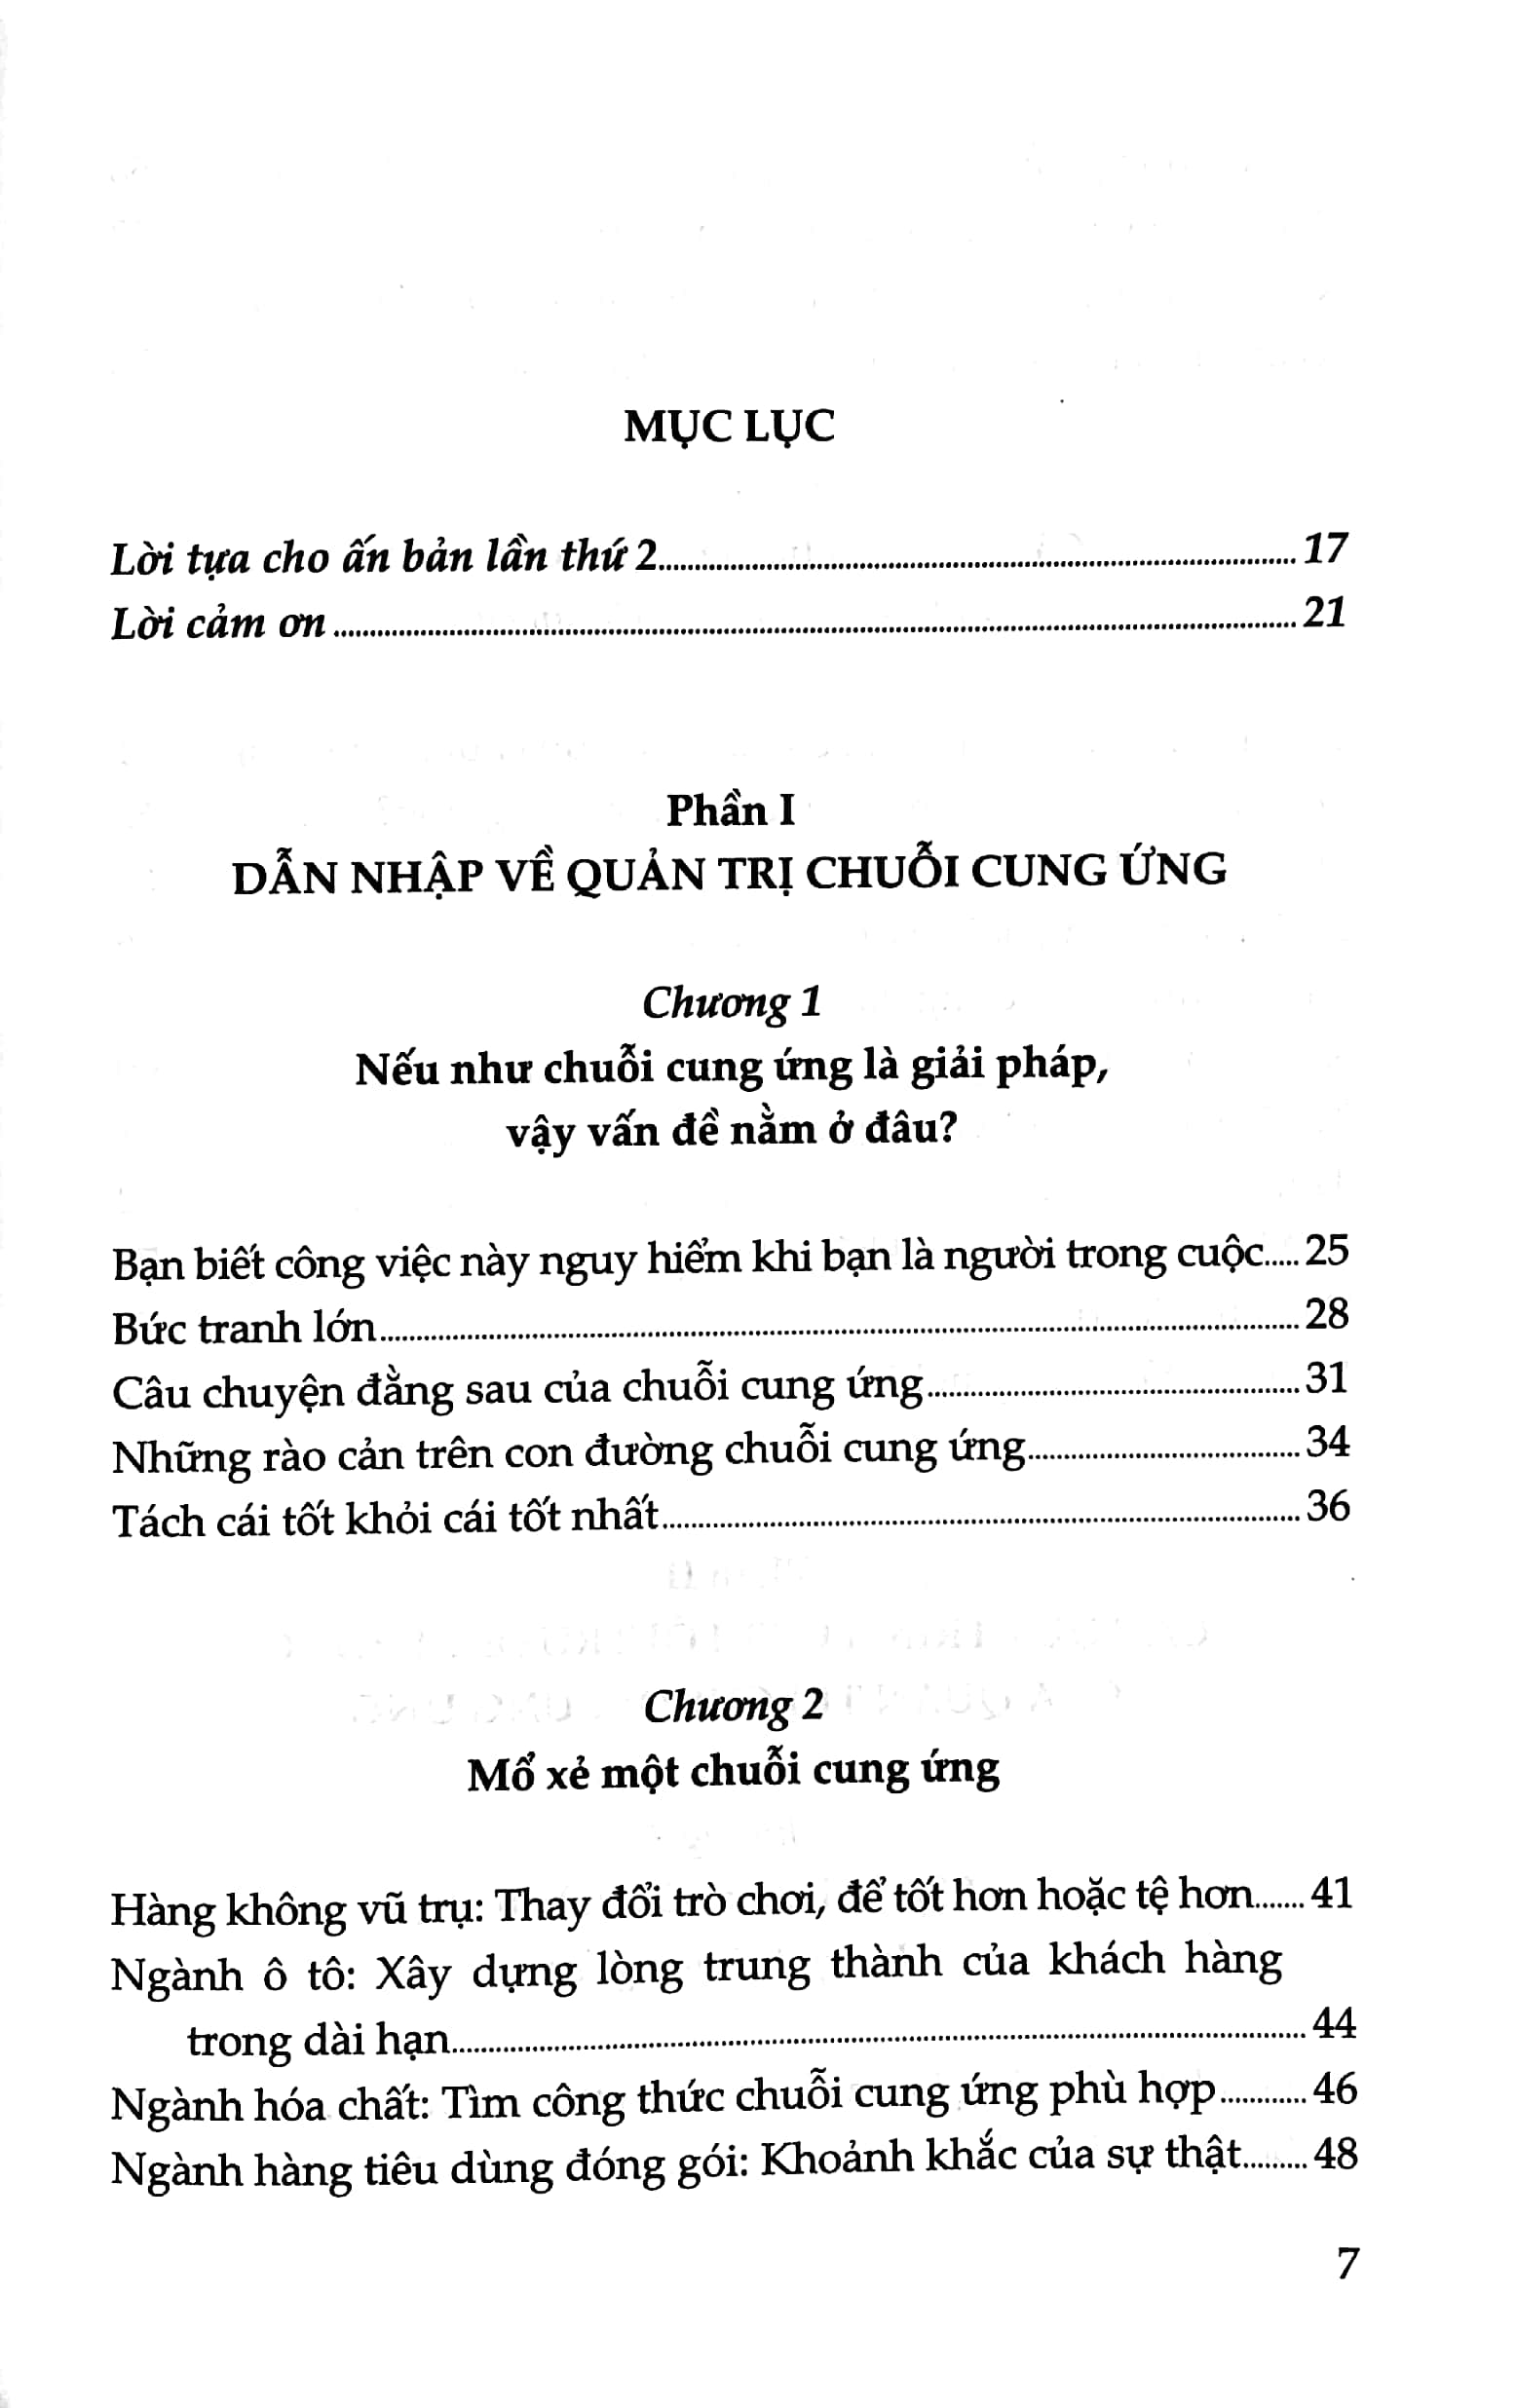 MỤC LỤC
Lời tựa cho ấn bản lần thứ 2.......... 17
Lời cảm ơn .......... 21
Phần I
DẪN NHẬP VỀ QUẢN TRỊ CHUỖI CUNG ỨNG
Chương 1
Nếu như chuỗi cung ứng là giải pháp,
vậy vấn đề nằm ở đâu?
Bạn biết công việc này nguy hiểm khi bạn là người trong cuộc..... 25
Bức tranh lớn.......... 28
Câu chuyện đằng sau của chuỗi cung ứng.......... 31
Những rào cản trên con đường chuỗi cung ứng.......... 34
Tách cái tốt khỏi cái tốt nhất.......... 36
Chương 2
Mổ xẻ một chuỗi cung ứng
Hàng không vũ trụ: Thay đổi trò chơi, để tốt hơn hoặc tệ hơn...... 41
Ngành ô tô: Xây dựng lòng trung thành của khách hàng
trong dài hạn.......... 44
Ngành hóa chất: Tìm công thức chuỗi cung ứng phù hợp.......... 46
Ngành hàng tiêu dùng đóng gói: Khoảnh khắc của sự thật......... 48
7